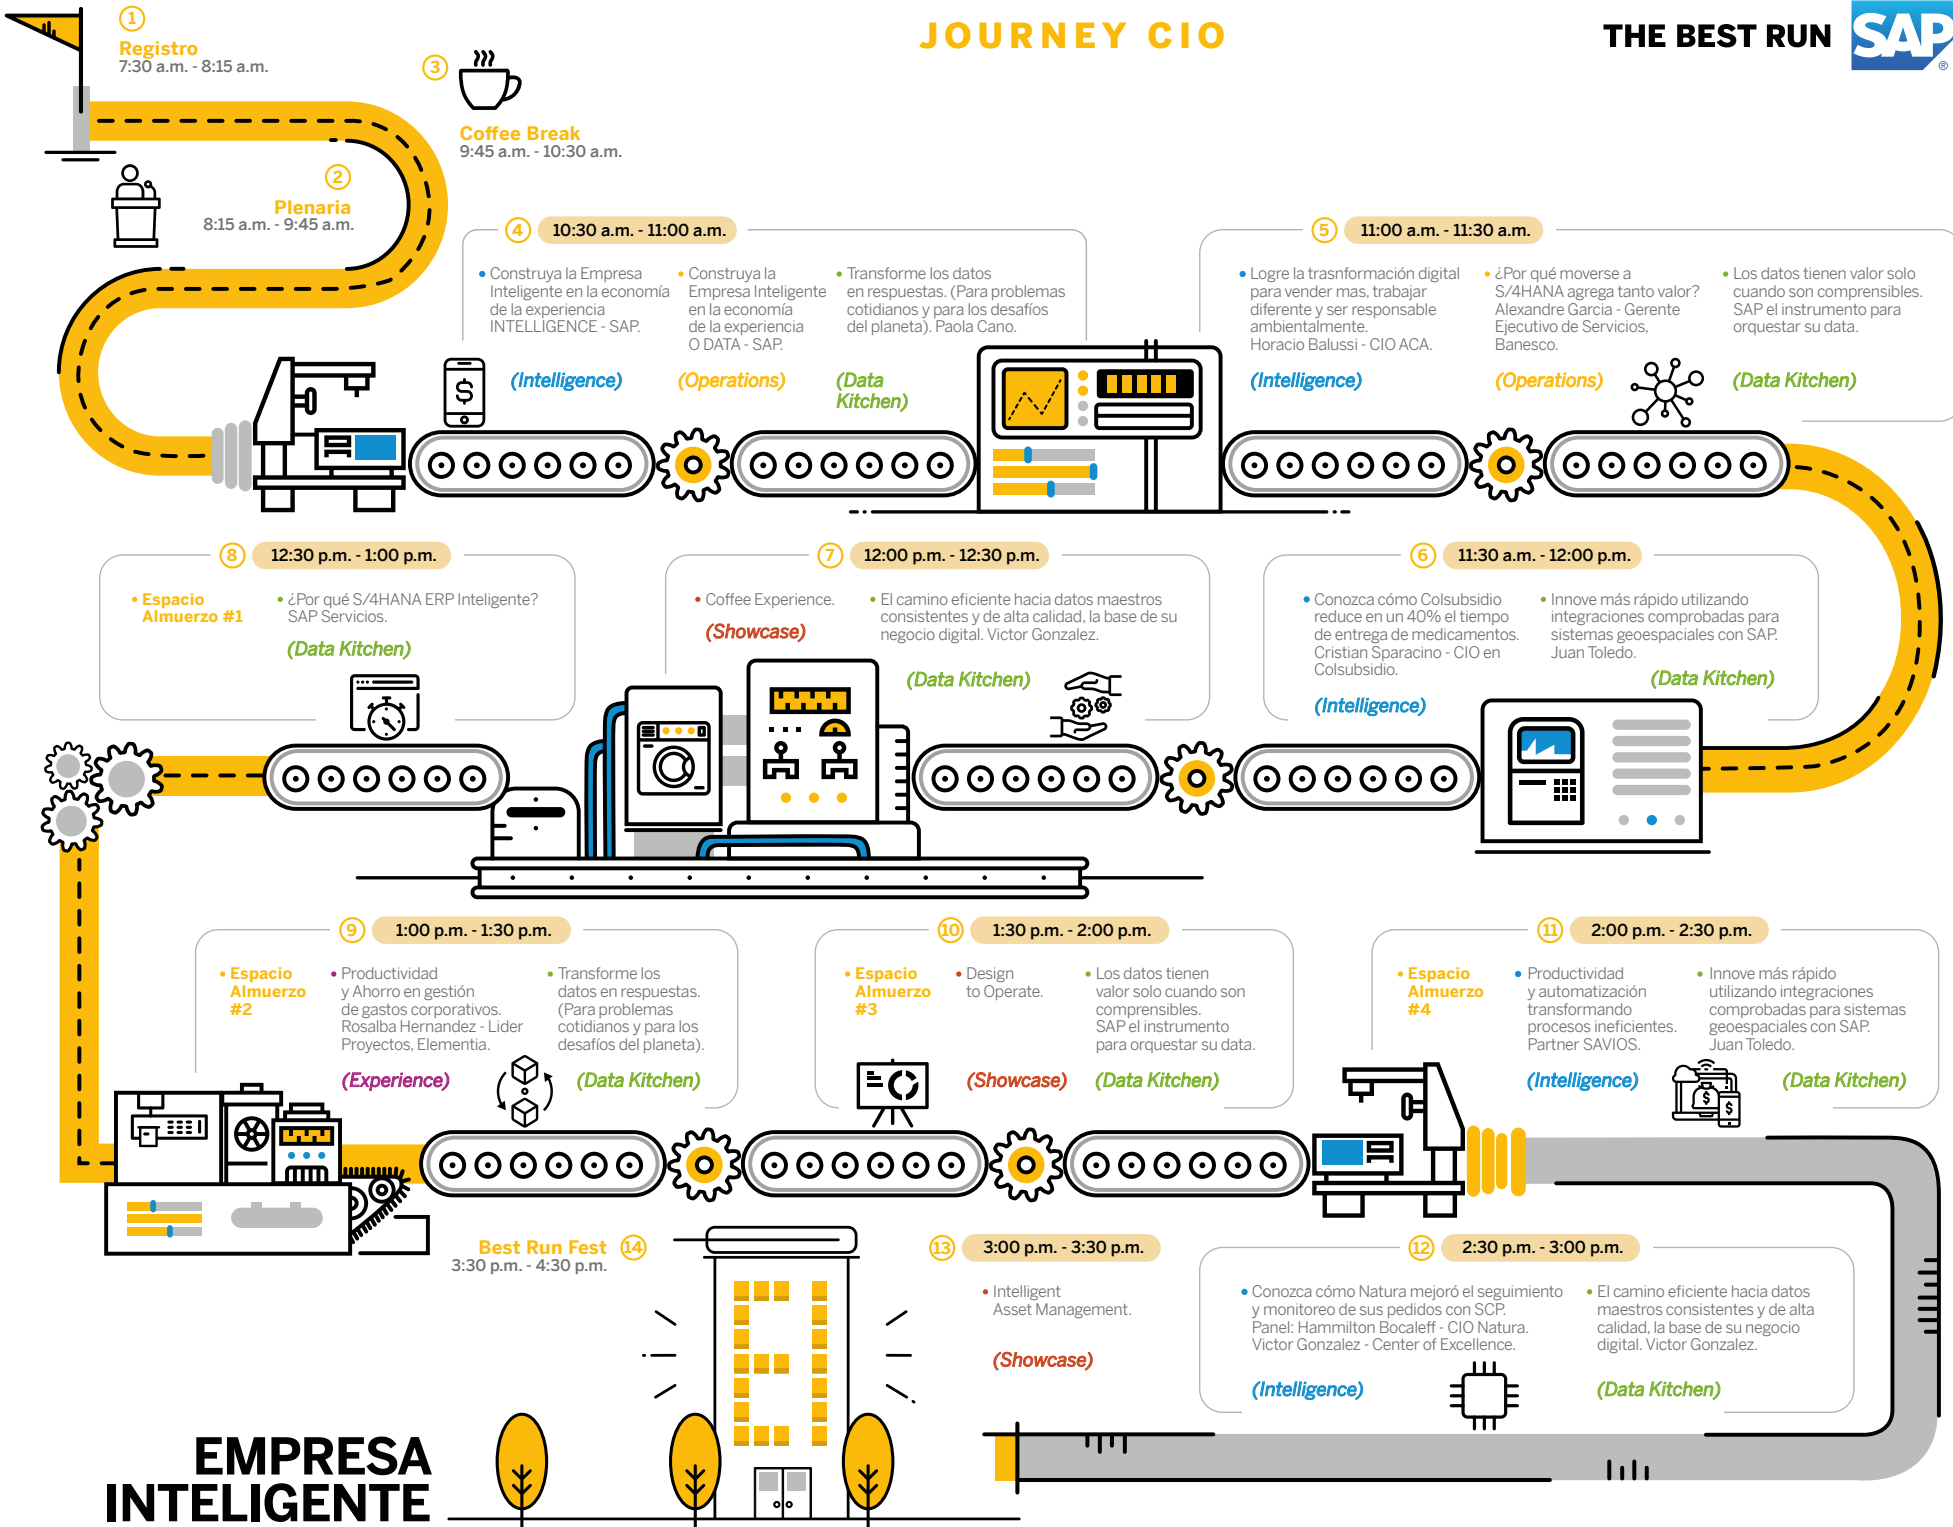 JOURNEY CIO
THE BEST RUN
SAP
®
1
Registro
7:30 a.m. - 8:15 a.m.
3
Coffee Break
9:45 a.m. - 10:30 a.m.
2
Plenaria
8:15 a.m. - 9:45 a.m.
4
10:30 a.m. - 11:00 a.m.
• Construya la Empresa
Inteligente en la economía
de la experiencia
INTELLIGENCE - SAP.
(Intelligence)
• Construya la
Empresa Inteligente
en la economía
de la experiencia
O DATA - SAP.
(Operations)
• Transforme los datos
en respuestas. (Para problemas
cotidianos y para los desafíos
del planeta). Paola Cano.
(Data
Kitchen)
$
5
11:00 a.m. - 11:30 a.m.
• Logre la trasnformación digital
para vender mas, trabajar
diferente y ser responsable
ambientalmente.
Horacio Balussi - CIO ACA.
(Intelligence)
• ¿Por qué moverse a
S/4HANA agrega tanto valor?
Alexandre Garcia - Gerente
Ejecutivo de Servicios,
Banesco.
(Operations)
• Los datos tienen valor solo
cuando son comprensibles.
SAP el instrumento para
orquestar su data.
(Data Kitchen)
8
12:30 p.m. - 1:00 p.m.
• Espacio
Almuerzo #1
• ¿Por qué S/4HANA ERP Inteligente?
SAP Servicios.
(Data Kitchen)
7
12:00 p.m. - 12:30 p.m.
• Coffee Experience.
(Showcase)
• El camino eficiente hacia datos maestros
consistentes y de alta calidad, la base de su
negocio digital. Victor Gonzalez.
(Data Kitchen)
6
11:30 a.m. - 12:00 p.m.
• Conozca cómo Colsubsidio
reduce en un 40% el tiempo
de entrega de medicamentos.
Cristian Sparacino - CIO en
Colsubsidio.
(Intelligence)
• Innove más rápido utilizando
integraciones comprobadas para
sistemas geoespaciales con SAP.
Juan Toledo.
(Data Kitchen)
9
1:00 p.m. - 1:30 p.m.
• Espacio
Almuerzo
#2
• Productividad
y Ahorro en gestión
de gastos corporativos.
Rosalba Hernandez - Lider
Proyectos, Elementia.
(Experience)
• Transforme los
datos en respuestas.
(Para problemas
cotidianos y para los
desafíos del planeta).
(Data Kitchen)
10
1:30 p.m. - 2:00 p.m.
• Espacio
Almuerzo
#3
• Design
to Operate.
(Showcase)
• Los datos tienen
valor solo cuando son
comprensibles.
SAP el instrumento
para orquestar su data.
(Data Kitchen)
11
2:00 p.m. - 2:30 p.m.
• Espacio
Almuerzo
#4
• Productividad
y automatización
transformando
procesos ineficientes.
Partner SAVIOS.
(Intelligence)
• Innove más rápido
utilizando integraciones
comprobadas para sistemas
geoespaciales con SAP.
Juan Toledo.
(Data Kitchen)
$
$
Best Run Fest 14
3:30 p.m. - 4:30 p.m.
13
3:00 p.m. - 3:30 p.m.
• Intelligent
Asset Management.
(Showcase)
12
2:30 p.m. - 3:00 p.m.
• Conozca cómo Natura mejoró el seguimiento
y monitoreo de sus pedidos con SCP.
Panel: Hammilton Bocaleff - CIO Natura.
Victor Gonzalez - Center of Excellence.
(Intelligence)
• El camino eficiente hacia datos
maestros consistentes y de alta
calidad, la base de su negocio
digital. Victor Gonzalez.
(Data Kitchen)
EMPRESA
INTELIGENTE